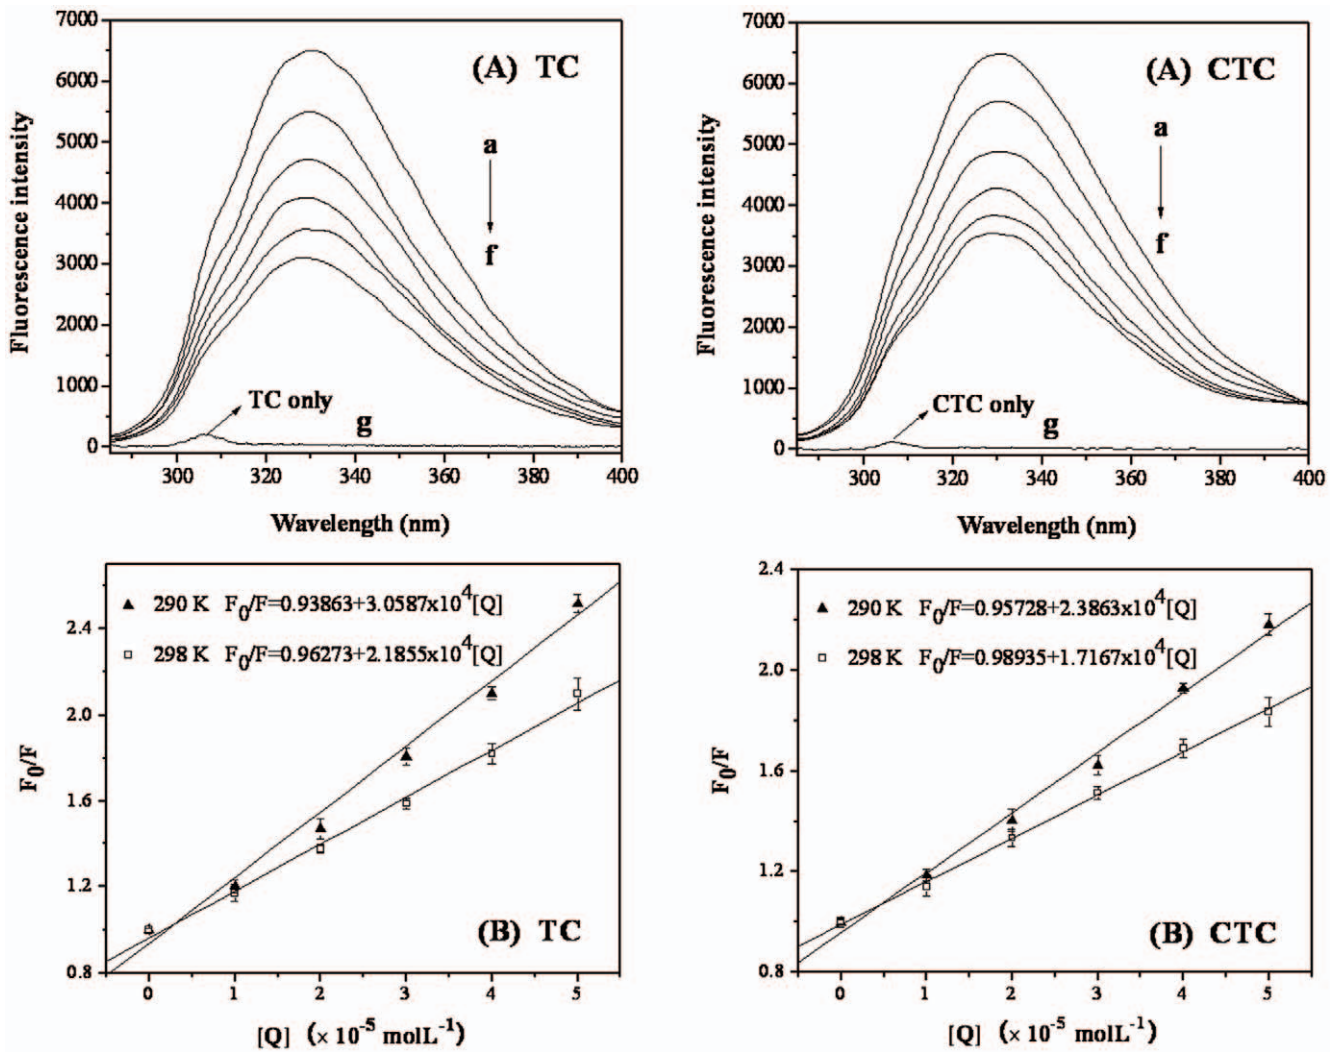 7000
6000
5000
4000
3000
2000
1000
0
Fluorescence intensity
(A) TC
a
f
TC only
g
300 320 340 360 380 400
Wavelength (nm)
7000
6000
5000
4000
3000
2000
1000
0
Fluorescence intensity
(A) CTC
a
f
CTC only
g
300 320 340 360 380 400
Wavelength (nm)
2.4
2.0
1.6
1.2
0.8
F0/F
▲ 290 K F0/F=0.93863+3.0587x10^4[Q]
□ 298 K F0/F=0.96273+2.1855x10^4[Q]
(B) TC
0 1 2 3 4 5
[Q] (× 10^-5 molL^-1)
2.4
2.0
1.6
1.2
0.8
F0/F
▲ 290 K F0/F=0.95728+2.3863x10^4[Q]
□ 298 K F0/F=0.98935+1.7167x10^4[Q]
(B) CTC
0 1 2 3 4 5
[Q] (× 10^-5 molL^-1)